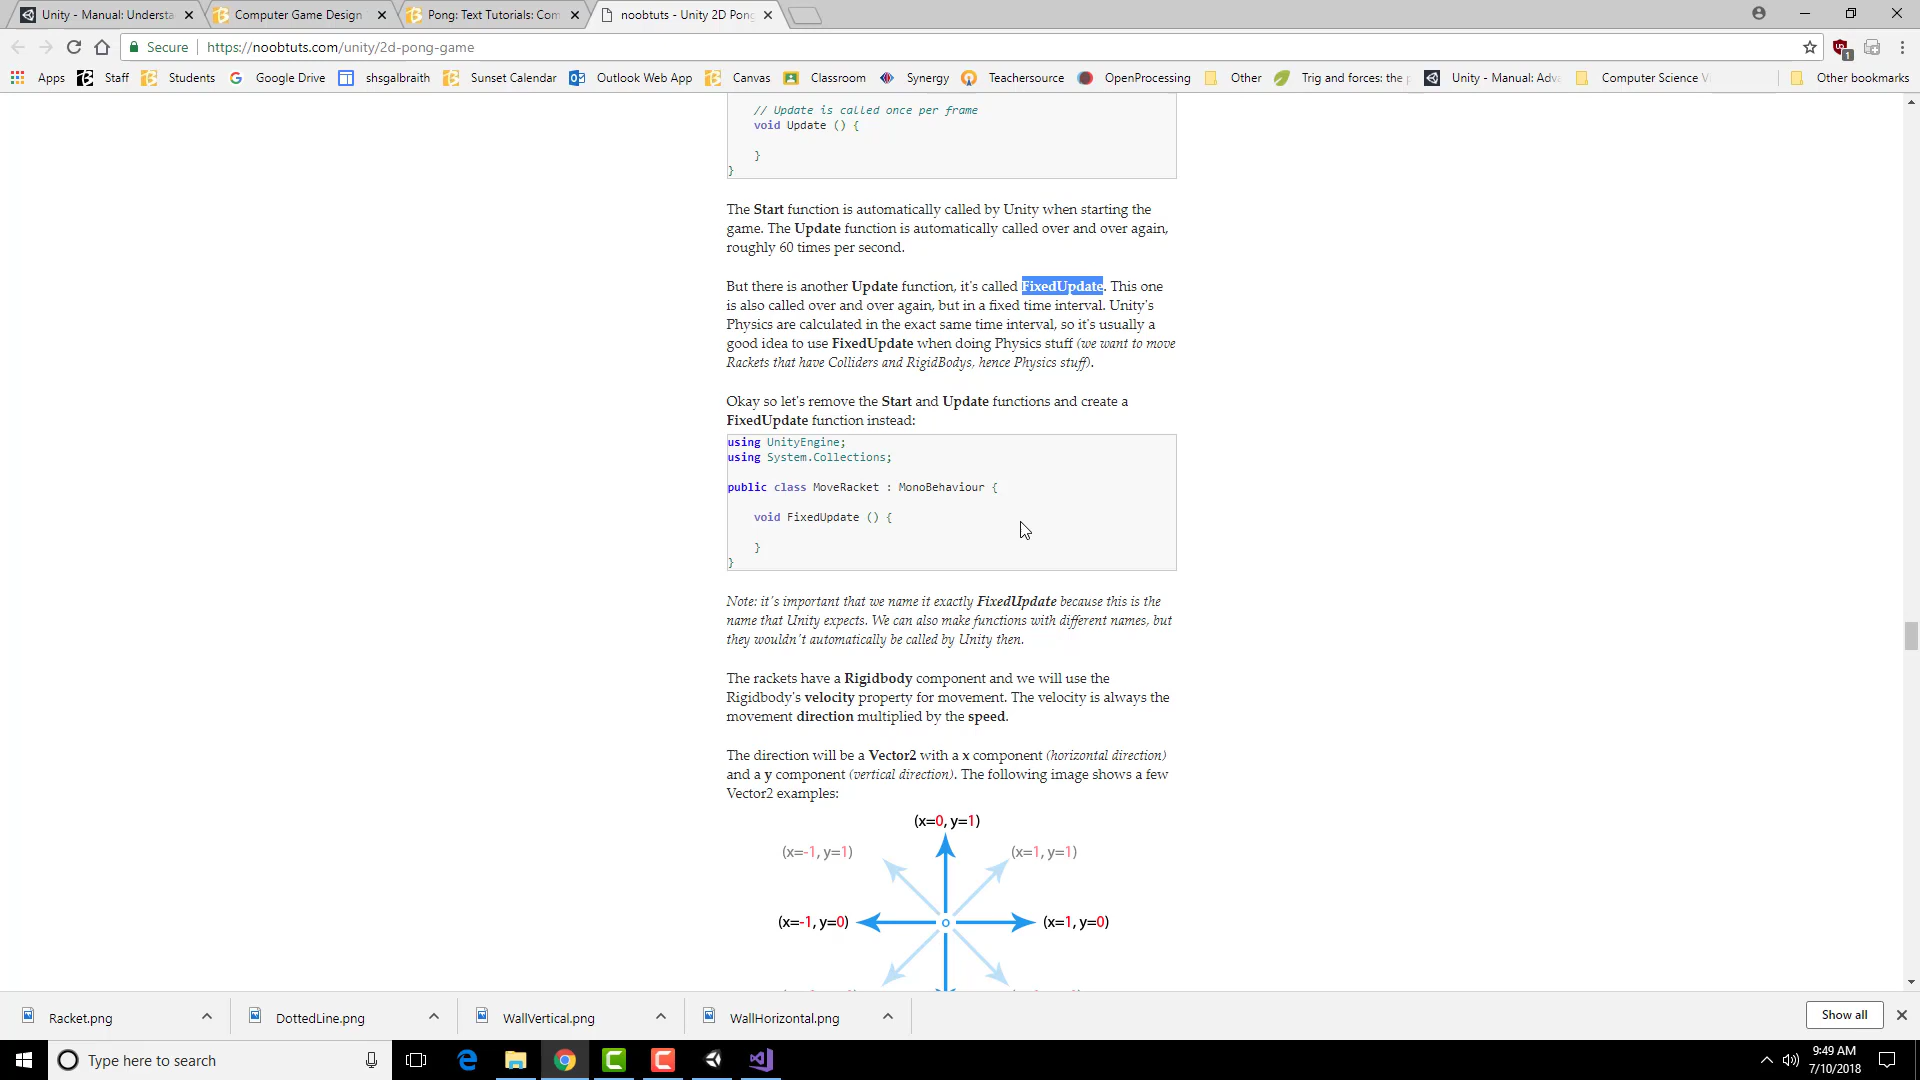 Unity - Manual: Understa
Computer Game Design
Pong: Text Tutorials: Com
noobtuts - Unity 2D Pong
Secure
https://noobtuts.com/unity/2d-pong-game
Apps
Staff
Students
Google Drive
shsgalbraith
Sunset Calendar
Outlook Web App
Canvas
Classroom
Synergy
Teachersource
OpenProcessing
Other
Trig and forces: the p
Unity - Manual: Adva
Computer Science V
Other bookmarks
// Update is called once per frame
void Update () {
}
}
The Start function is automatically called by Unity when starting the
game. The Update function is automatically called over and over again,
roughly 60 times per second.
But there is another Update function, it's called FixedUpdate. This one
is also called over and over again, but in a fixed time interval. Unity's
Physics are calculated in the exact same time interval, so it's usually a
good idea to use FixedUpdate when doing Physics stuff (we want to move
Rackets that have Colliders and RigidBodys, hence Physics stuff).
Okay so let's remove the Start and Update functions and create a
FixedUpdate function instead:
using UnityEngine;
using System.Collections;
public class MoveRacket : MonoBehaviour {
void FixedUpdate () {
}
}
Note: it's important that we name it exactly FixedUpdate because this is the
name that Unity expects. We can also make functions with different names, but
they wouldn't automatically be called by Unity then.
The rackets have a Rigidbody component and we will use the
Rigidbody's velocity property for movement. The velocity is always the
movement direction multiplied by the speed.
The direction will be a Vector2 with a x component (horizontal direction)
and a y component (vertical direction). The following image shows a few
Vector2 examples:
(x=0, y=1)
(x=-1, y=1)
(x=1, y=1)
(x=-1, y=0)
(x=1, y=0)
Racket.png
DottedLine.png
WallVertical.png
WallHorizontal.png
Show all
Type here to search
9:49 AM
7/10/2018